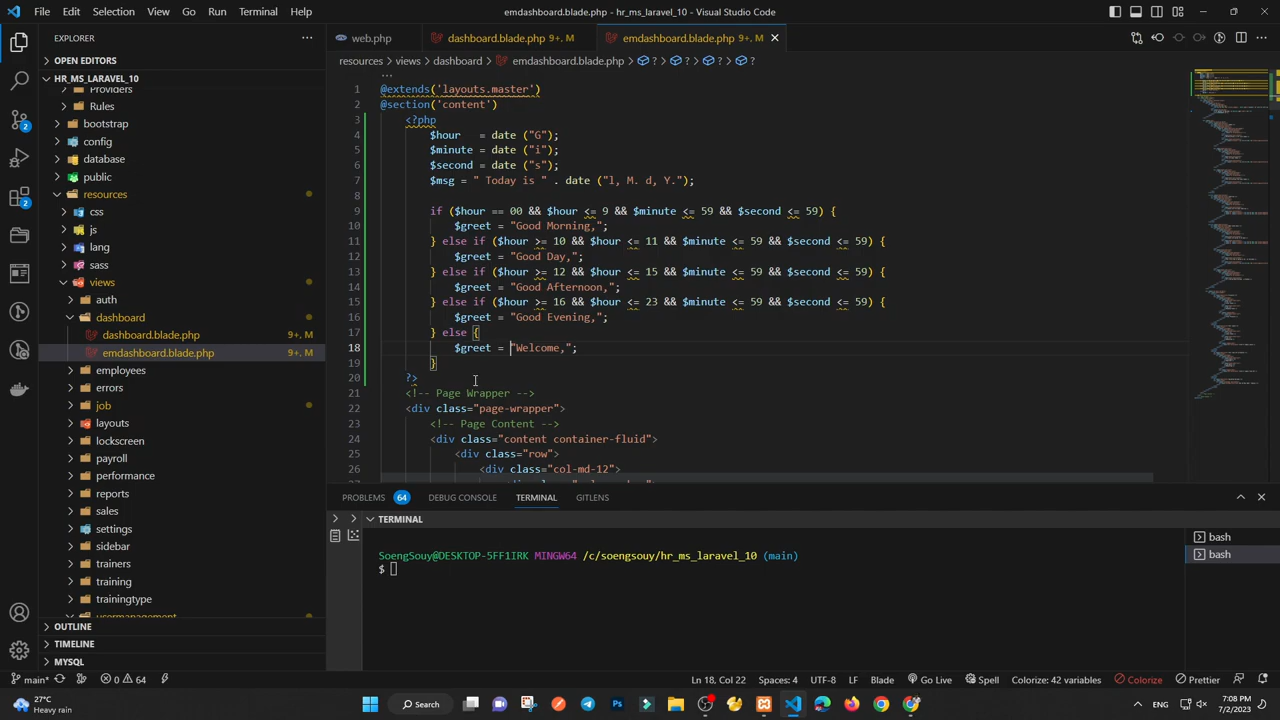 File Edit Selection View Go Run Terminal Help
emdashboard.blade.php - hr_ms_laravel_10 - Visual Studio Code
EXPLORER
OPEN EDITORS
HR_MS_LARAVEL_10
Providers
Rules
bootstrap
config
database
public
resources
css
js
lang
sass
views
auth
dashboard
dashboard.blade.php 9+, M
emdashboard.blade.php 9+, M
employees
errors
job
layouts
lockscreen
payroll
performance
reports
sales
settings
sidebar
trainers
training
trainingtype
usermanagement
OUTLINE
TIMELINE
MYSQL
2
2
web.php
dashboard.blade.php 9+, M
emdashboard.blade.php 9+, M
resources > views > dashboard > emdashboard.blade.php > ? > ? > ? > ?
@extends('layouts.master')
2 @section('content')
3 <?php
4 $hour = date ("G");
5 $minute = date ("i");
6 $second = date ("s");
7 $msg = " Today is " . date ("l, M. d, Y.");
8
9 if ($hour == 00 && $hour <= 9 && $minute <= 59 && $second <= 59) {
10 $greet = "Good Morning,";
11 } else if ($hour >= 10 && $hour <= 11 && $minute <= 59 && $second <= 59) {
12 $greet = "Good Day,";
13 } else if ($hour >= 12 && $hour <= 15 && $minute <= 59 && $second <= 59) {
14 $greet = "Good Afternoon,";
15 } else if ($hour >= 16 && $hour <= 23 && $minute <= 59 && $second <= 59) {
16 $greet = "Good Evening,";
17 } else {
18 $greet = "Welcome,";
19 }
20 ?>
21 <!-- Page Wrapper -->
22 <div class="page-wrapper">
23 <!-- Page Content -->
24 <div class="content container-fluid">
25 <div class="row">
26 <div class="col-md-12">
PROBLEMS 64 DEBUG CONSOLE TERMINAL GITLENS
TERMINAL
SoengSouy@DESKTOP-5FF1IRK MINGW64 /c/soengsouy/hr_ms_laravel_10 (main)
$
bash
bash
main* 0 64
Ln 18, Col 22 Spaces: 4 UTF-8 LF Blade Go Live Spell Colorize: 42 variables Colorize Prettier
27°C
Heavy rain
Search
ENG
7:08 PM
7/2/2023